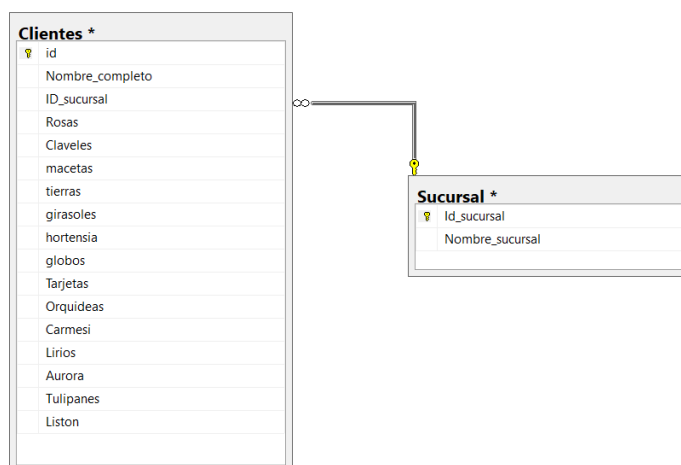 Clientes *
id
Nombre_completo
ID_sucursal
Rosas
Claveles
macetas
tierras
girasoles
hortensia
globos
Tarjetas
Orquideas
Carmesi
Lirios
Aurora
Tulipanes
Liston
Sucursal *
Id_sucursal
Nombre_sucursal